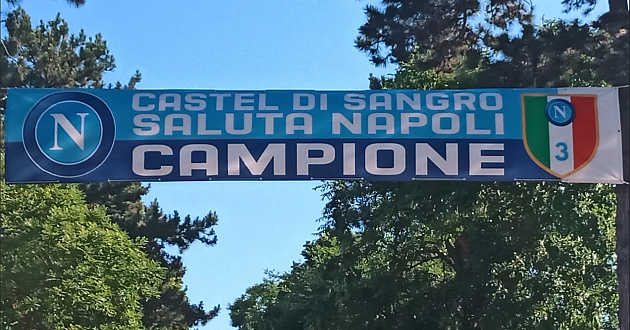 N
CASTEL DI SANGRO
SALUTA NAPOLI
CAMPIONE
N
3